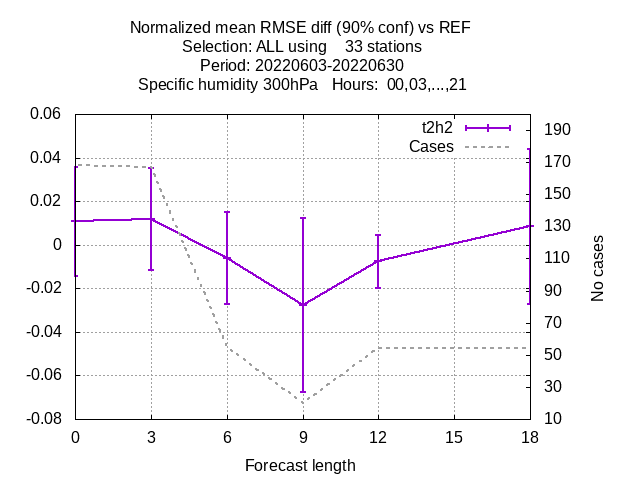 Normalized mean RMSE diff (90% conf) vs REF
Selection: ALL using    33 stations
Period: 20220603-20220630
Specific humidity 300hPa   Hours:  00,03,...,21
t2h2
Cases
0.06
0.04
0.02
0
-0.02
-0.04
-0.06
-0.08
190
170
150
130
110
90
70
50
30
10
No cases
0 3 6 9 12 15 18
Forecast length